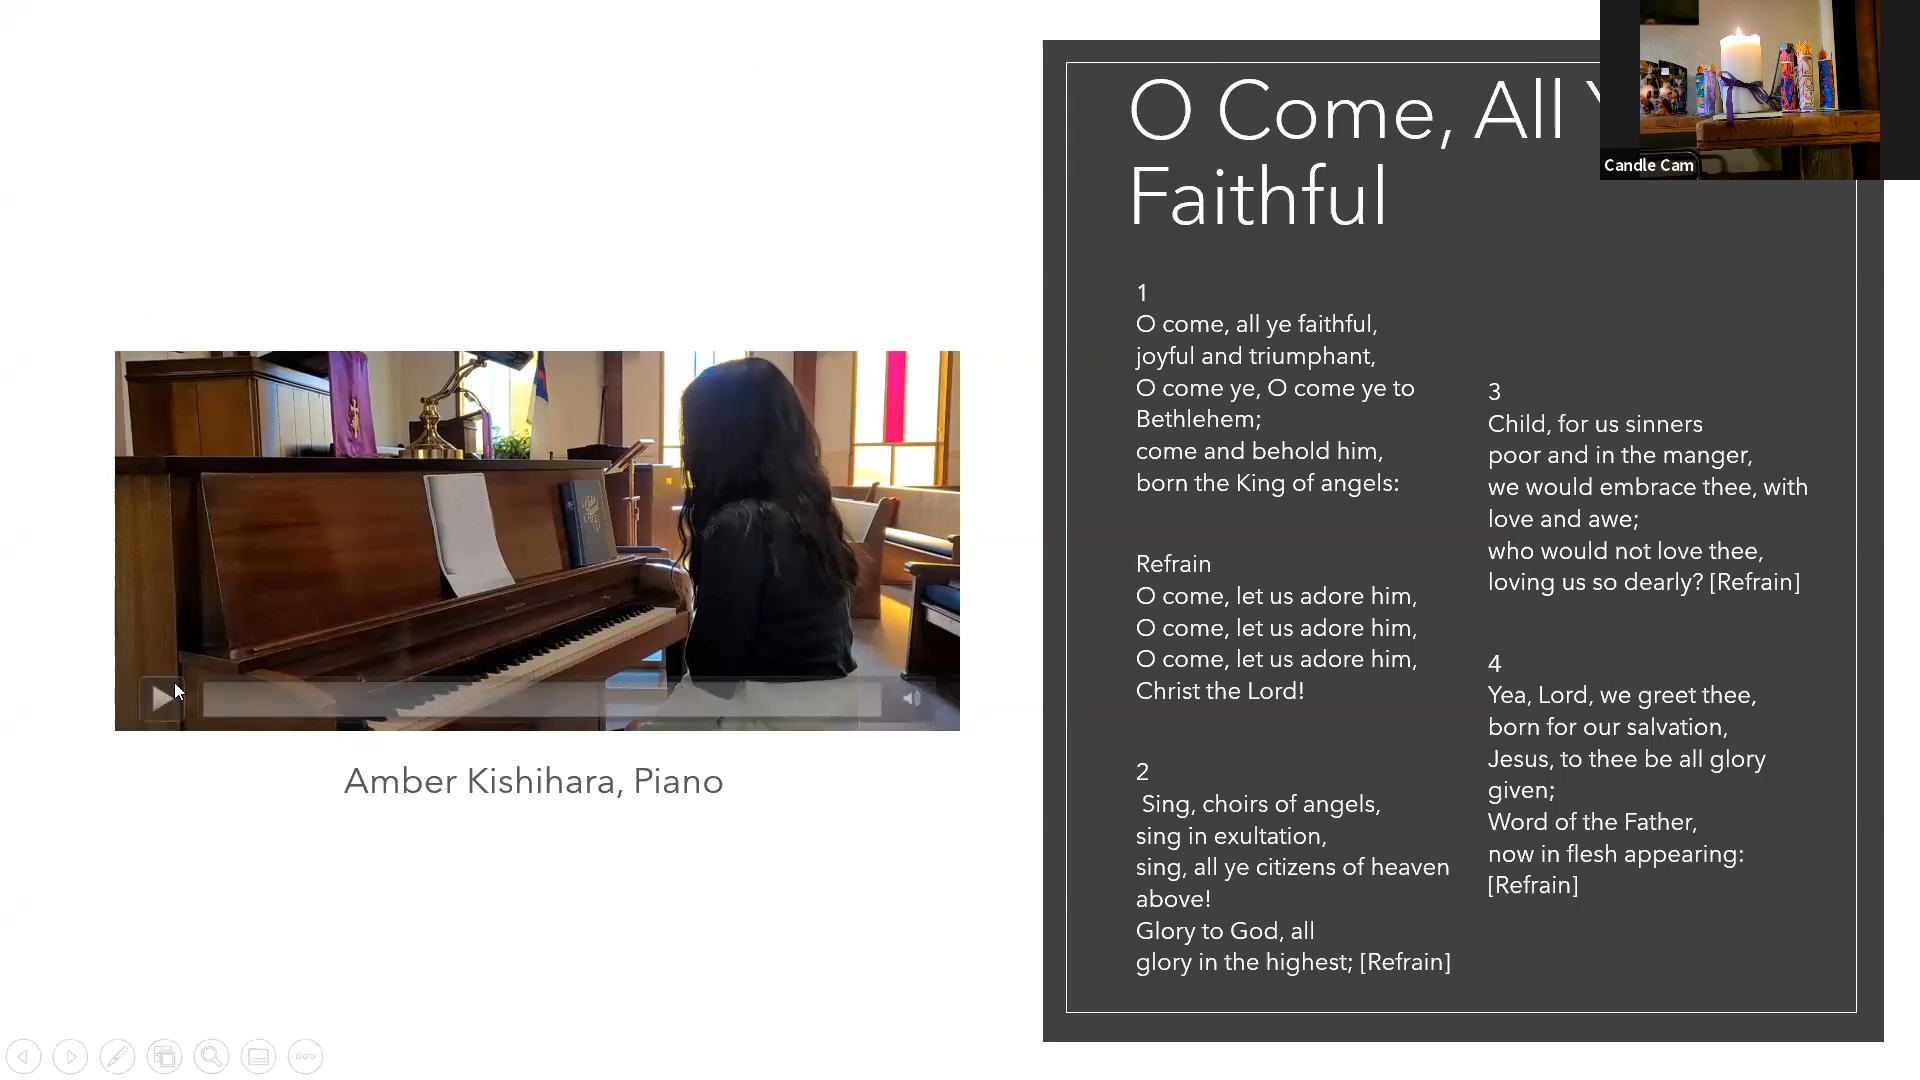 O Come, All Y
Faithful
Candle Cam
1
O come, all ye faithful,
joyful and triumphant,
O come ye, O come ye to
Bethlehem;
come and behold him,
born the King of angels:
Refrain
O come, let us adore him,
O come, let us adore him,
O come, let us adore him,
Christ the Lord!
2
Sing, choirs of angels,
sing in exultation,
sing, all ye citizens of heaven
above!
Glory to God, all
glory in the highest; [Refrain]
3
Child, for us sinners
poor and in the manger,
we would embrace thee, with
love and awe;
who would not love thee,
loving us so dearly? [Refrain]
4
Yea, Lord, we greet thee,
born for our salvation,
Jesus, to thee be all glory
given;
Word of the Father,
now in flesh appearing:
[Refrain]
Amber Kishihara, Piano